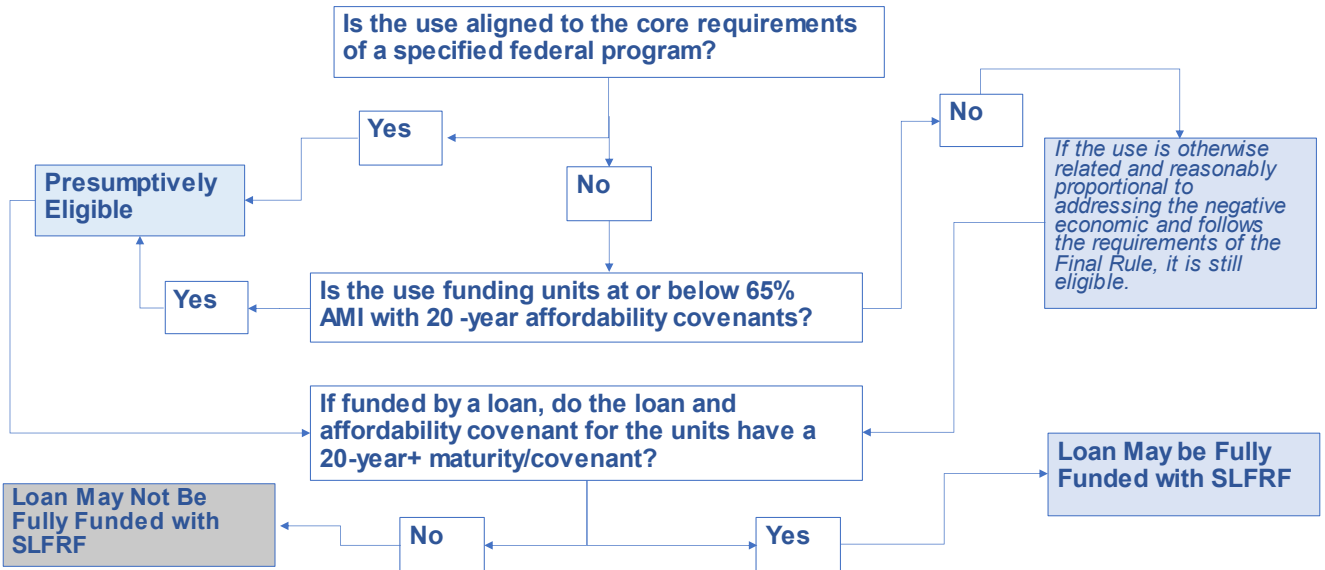 Is the use aligned to the core requirements
of a specified federal program?
Yes
No
No
If the use is otherwise
related and reasonably
proportional to
addressing the negative
economic and follows
the requirements of the
Final Rule, it is still
eligible.
Presumptively
Eligible
Yes
Is the use funding units at or below 65%
AMI with 20 -year affordability covenants?
If funded by a loan, do the loan and
affordability covenant for the units have a
20-year+ maturity/covenant?
Loan May be Fully
Funded with SLFRF
Loan May Not Be
Fully Funded with
SLFRF
No
Yes